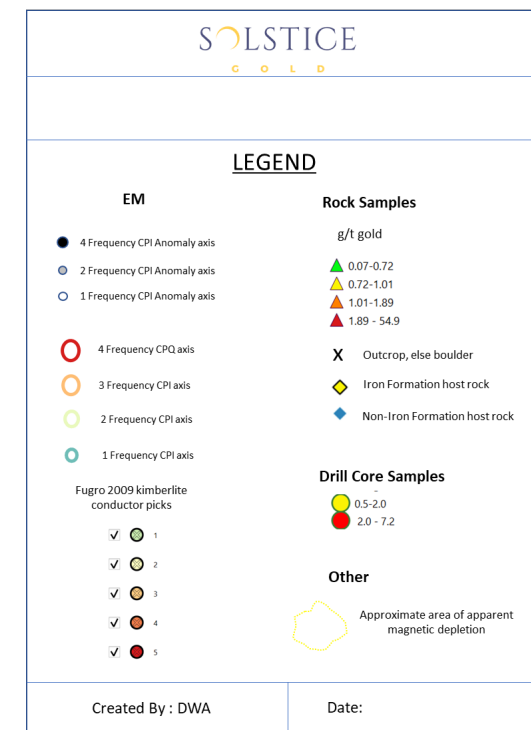 SOLSTICE
GOLD
LEGEND
EM
4 Frequency CPI Anomaly axis
2 Frequency CPI Anomaly axis
1 Frequency CPI Anomaly axis
4 Frequency CPQ axis
3 Frequency CPI axis
2 Frequency CPI axis
1 Frequency CPI axis
Fugro 2009 kimberlite
conductor picks
1
2
3
4
5
Rock Samples
g/t gold
0.07-0.72
0.72-1.01
1.01-1.89
1.89 - 54.9
X Outcrop, else boulder
Iron Formation host rock
Non-Iron Formation host rock
Drill Core Samples
0.5-2.0
2.0 - 7.2
Other
Approximate area of apparent
magnetic depletion
Created By : DWA
Date: